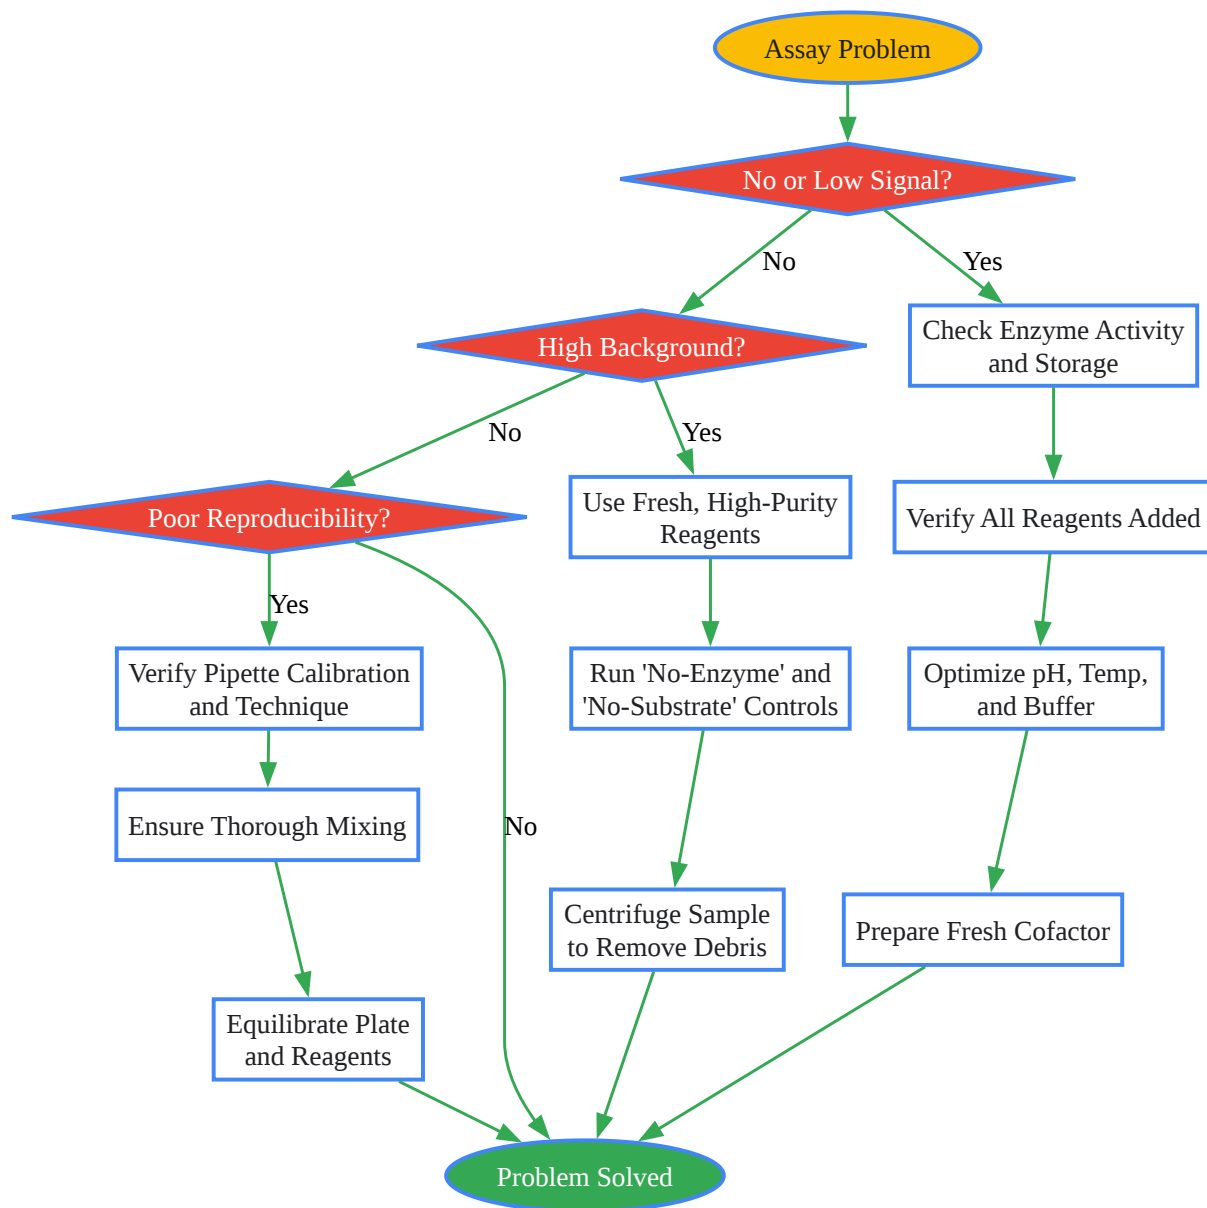 Assay Problem
No or Low Signal?
No
Yes
High Background?
Check Enzyme Activity
and Storage
No
Yes
Poor Reproducibility?
Use Fresh, High-Purity
Reagents
Verify All Reagents Added
Yes
Verify Pipette Calibration
and Technique
Run 'No-Enzyme' and
'No-Substrate' Controls
Optimize pH, Temp,
and Buffer
Ensure Thorough Mixing
No
Centrifuge Sample
to Remove Debris
Prepare Fresh Cofactor
Equilibrate Plate
and Reagents
Problem Solved